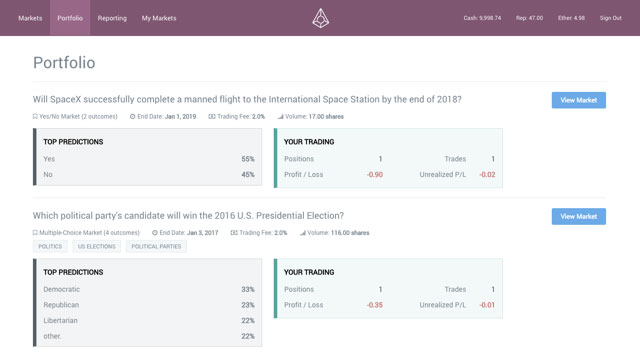 Markets Portfolio Reporting My Markets Cash: 9,998.74 Rep: 47.00 Ether: 4.98 Sign Out
Portfolio
Will SpaceX successfully complete a manned flight to the International Space Station by the end of 2018? View Market
Yes/No Market (2 outcomes) End Date: Jan 1, 2019 Trading Fee: 2.0% Volume: 17.00 shares
TOP PREDICTIONS
Yes 55%
No 45%
YOUR TRADING
Positions 1 Trades 1
Profit / Loss -0.90 Unrealized P/L -0.02
Which political party's candidate will win the 2016 U.S. Presidential Election? View Market
Multiple-Choice Market (4 outcomes) End Date: Jan 3, 2017 Trading Fee: 2.0% Volume: 116.00 shares
POLITICS US ELECTIONS POLITICAL PARTIES
TOP PREDICTIONS
Democratic 33%
Republican 23%
Libertarian 22%
other. 22%
YOUR TRADING
Positions 1 Trades 1
Profit / Loss -0.35 Unrealized P/L -0.01